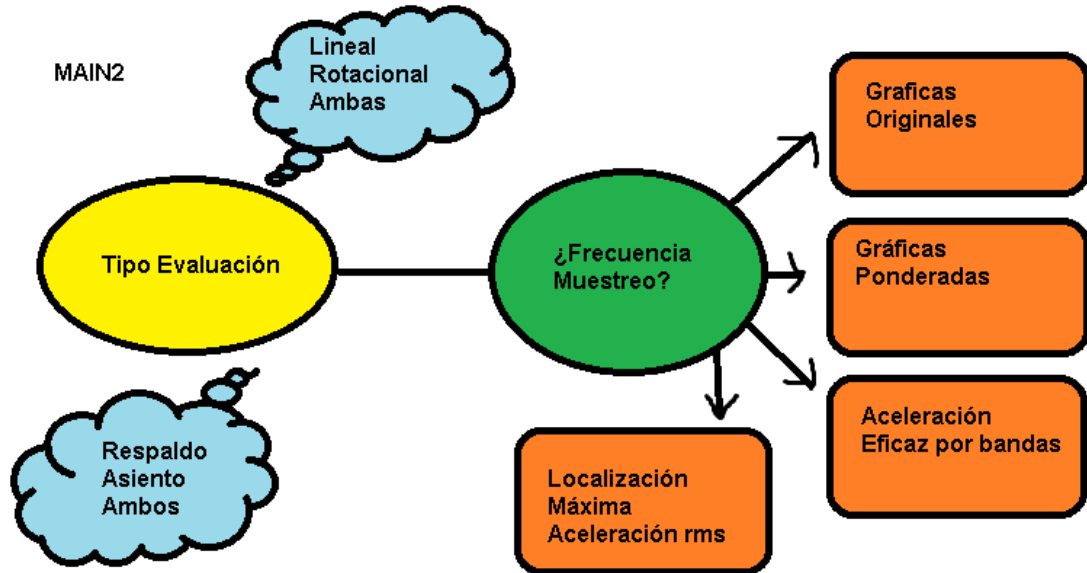 MAIN2
Lineal
Rotacional
Ambas
Tipo Evaluación
Respaldo
Asiento
Ambos
¿Frecuencia
Muestreo?
Graficas
Originales
Gráficas
Ponderadas
Aceleración
Eficaz por bandas
Localización
Máxima
Aceleración rms